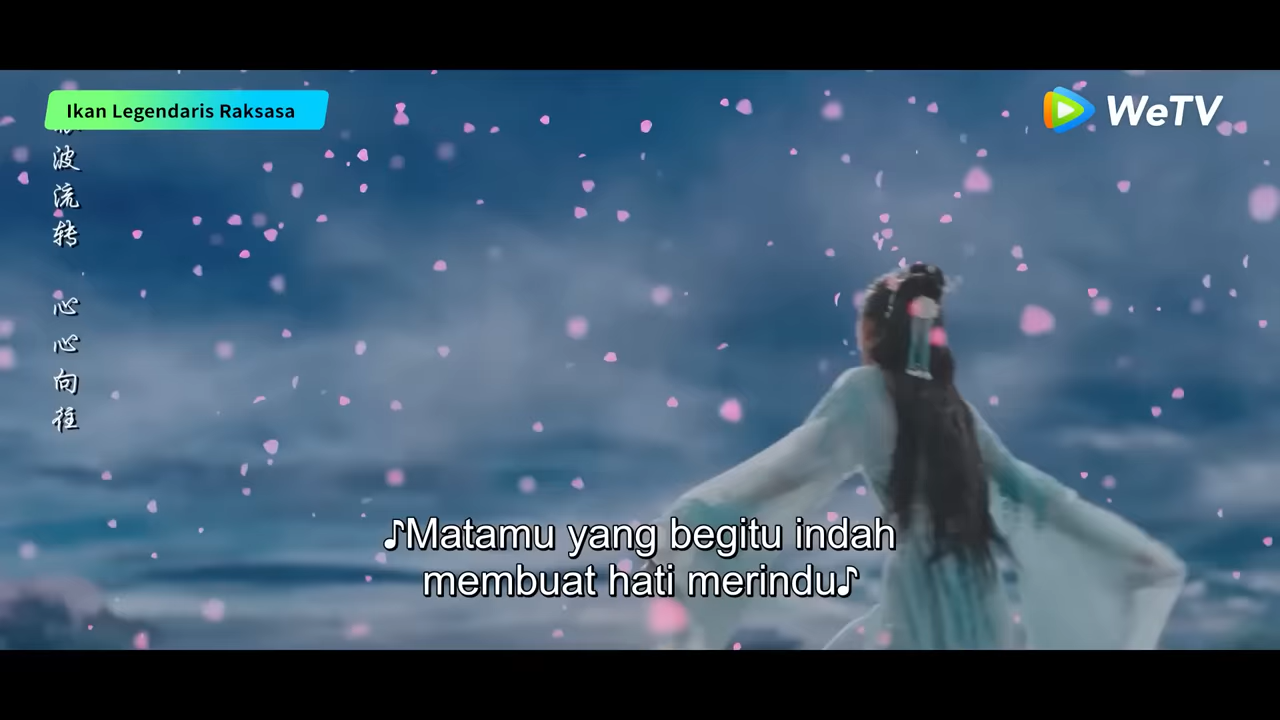 Ikan Legendaris Raksasa
WeTV
波流转
心心向往
♪Matamu yang begitu indah
membuat hati merindu♪